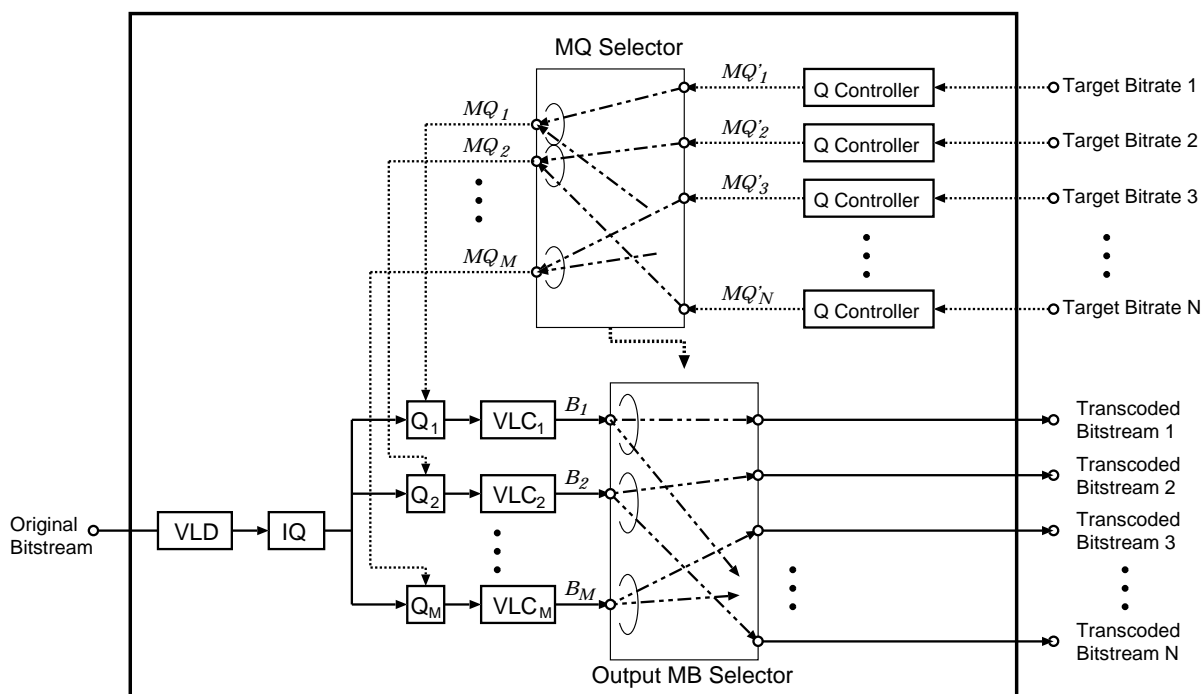 MQ Selector
MQ'1
Q Controller
Target Bitrate 1
MQ1
MQ'2
Q Controller
Target Bitrate 2
MQ2
MQ'3
Q Controller
Target Bitrate 3
MQM
MQ'N
Q Controller
Target Bitrate N
Q1
VLC1
B1
Transcoded
Bitstream 1
Q2
VLC2
B2
Transcoded
Bitstream 2
Original
Bitstream
VLD
IQ
Transcoded
Bitstream 3
QM
VLCM
BM
Transcoded
Bitstream N
Output MB Selector